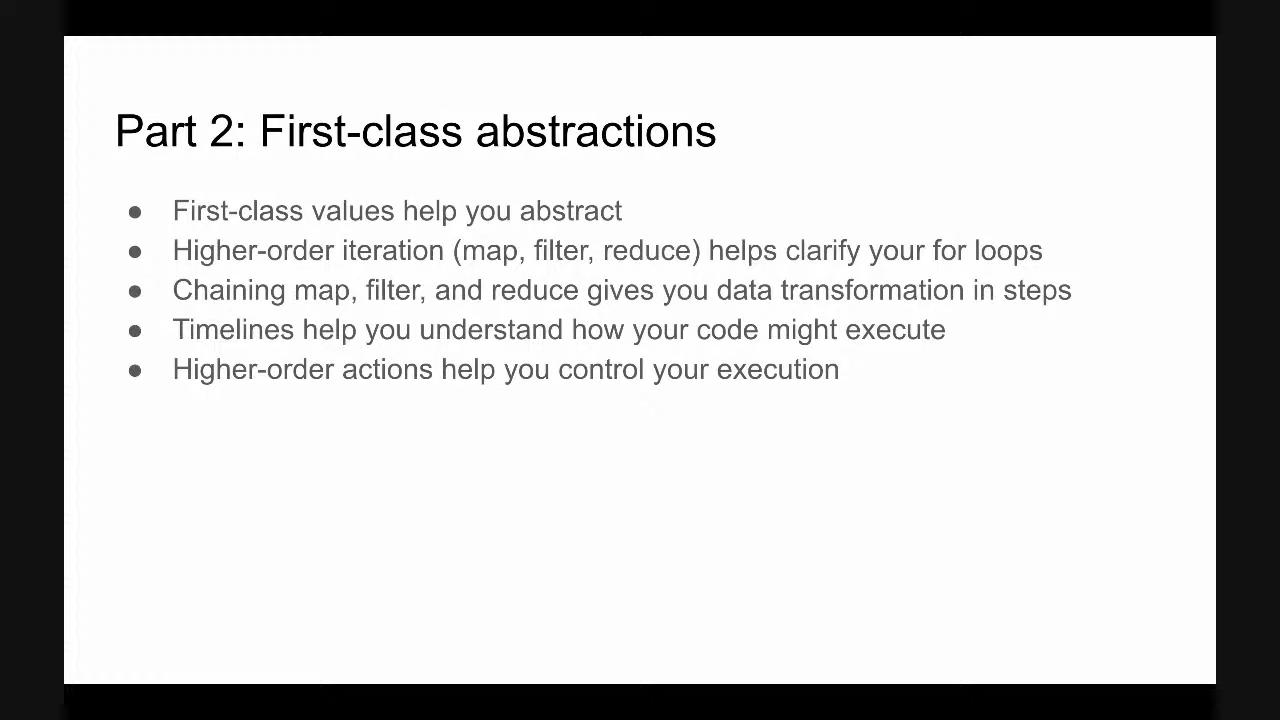 Part 2: First-class abstractions
● First-class values help you abstract
● Higher-order iteration (map, filter, reduce) helps clarify your for loops
● Chaining map, filter, and reduce gives you data transformation in steps
● Timelines help you understand how your code might execute
● Higher-order actions help you control your execution